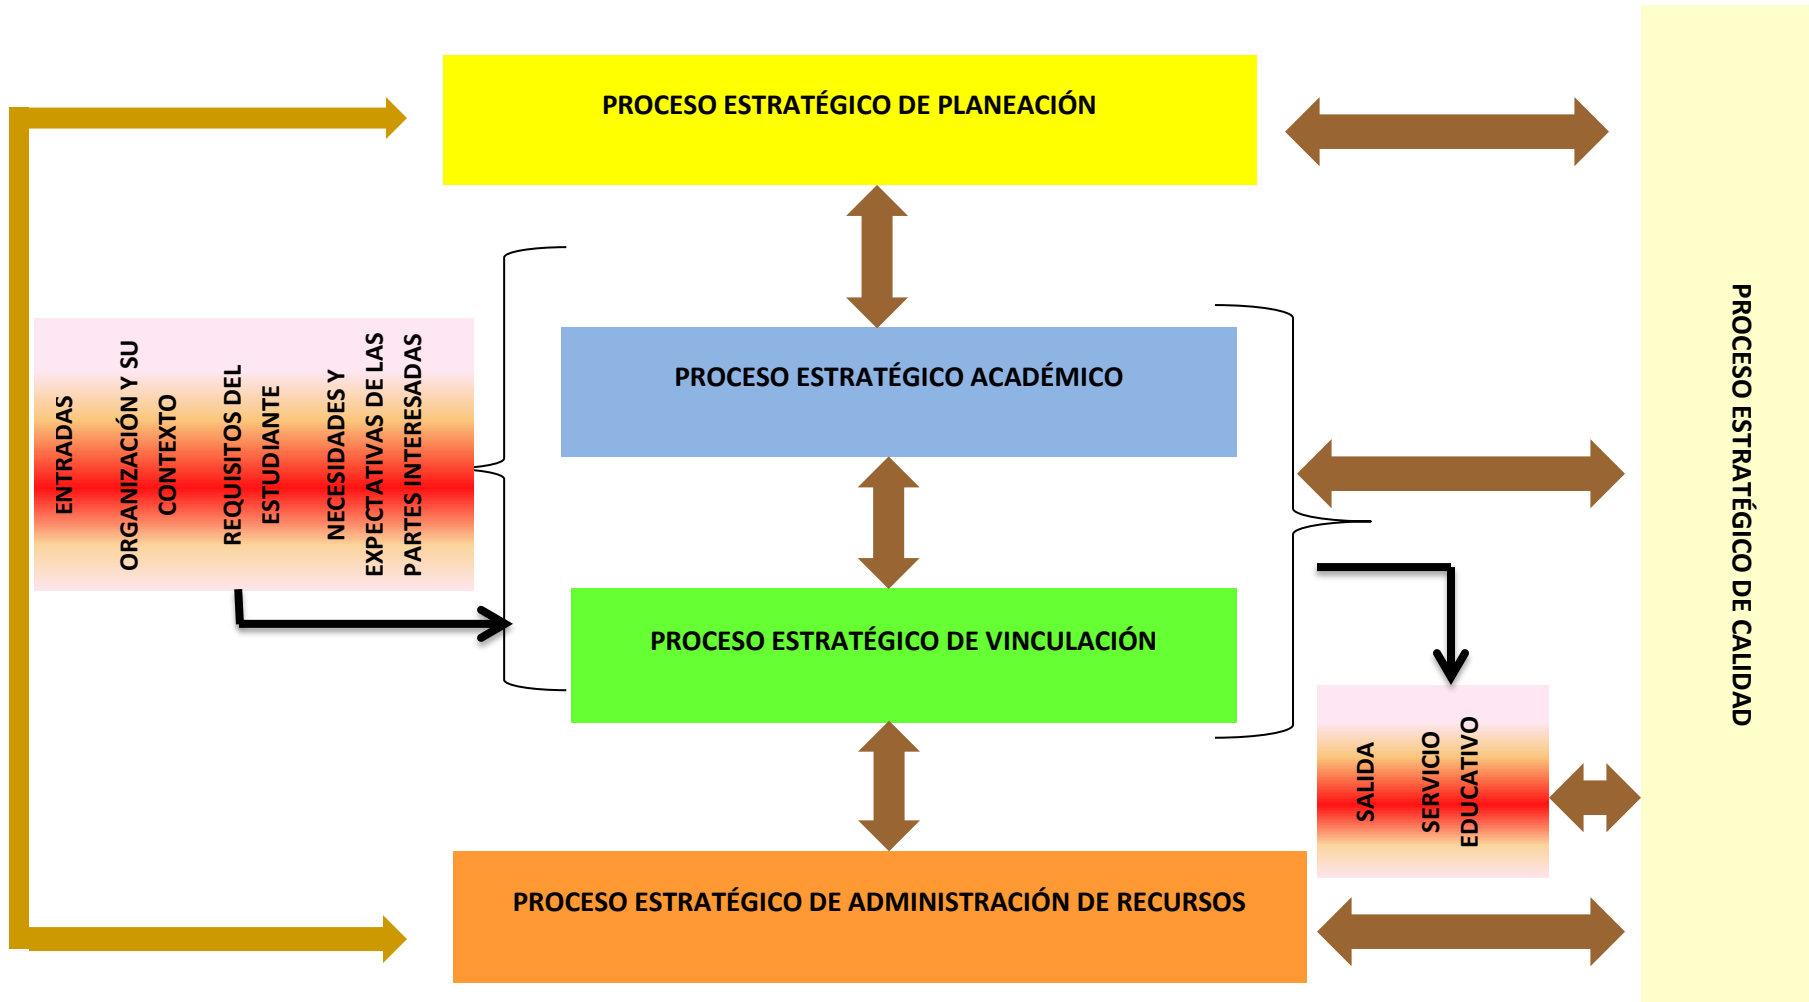 PROCESO ESTRATÉGICO DE PLANEACIÓN
ENTRADAS
ORGANIZACIÓN Y SU
CONTEXTO
REQUISITOS DEL
ESTUDIANTE
NECESIDADES Y
EXPECTATIVAS DE LAS
PARTES INTERESADAS
PROCESO ESTRATÉGICO ACADÉMICO
PROCESO ESTRATÉGICO DE VINCULACIÓN
PROCESO ESTRATÉGICO DE ADMINISTRACIÓN DE RECURSOS
SALIDA
SERVICIO
EDUCATIVO
PROCESO ESTRATÉGICO DE CALIDAD